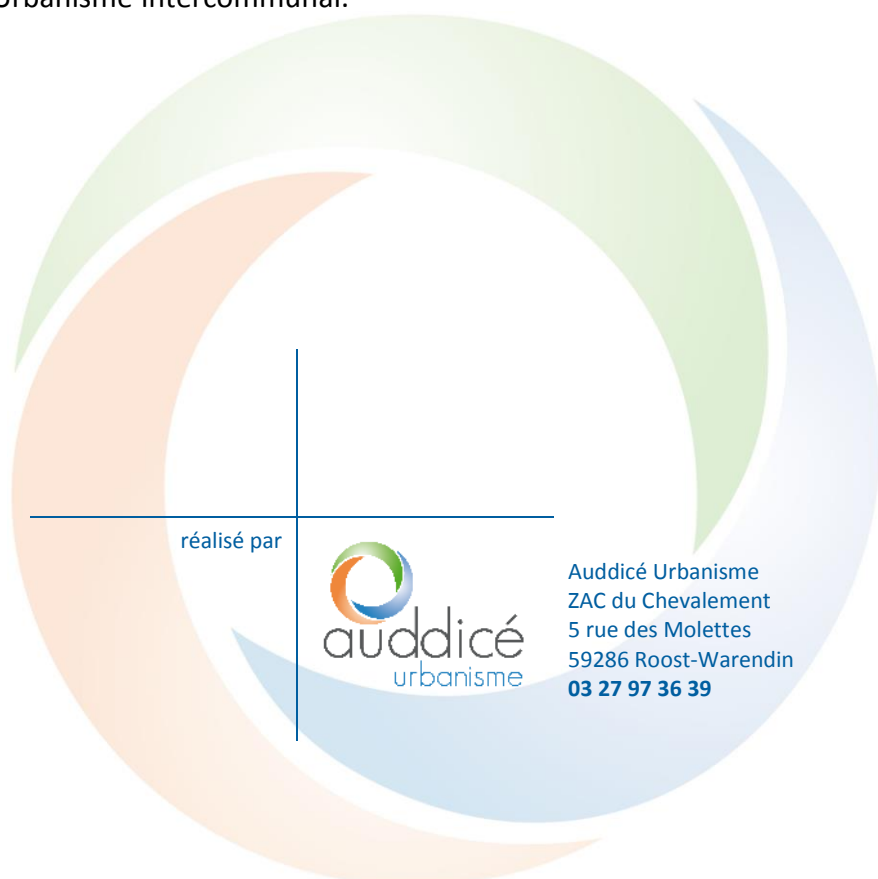 Urbanisme Intercommunal.
réalisé par
auddicé
urbanisme
Auddicé Urbanisme
ZAC du Chevalement
5 rue des Molettes
59286 Roost-Warendin
03 27 97 36 39